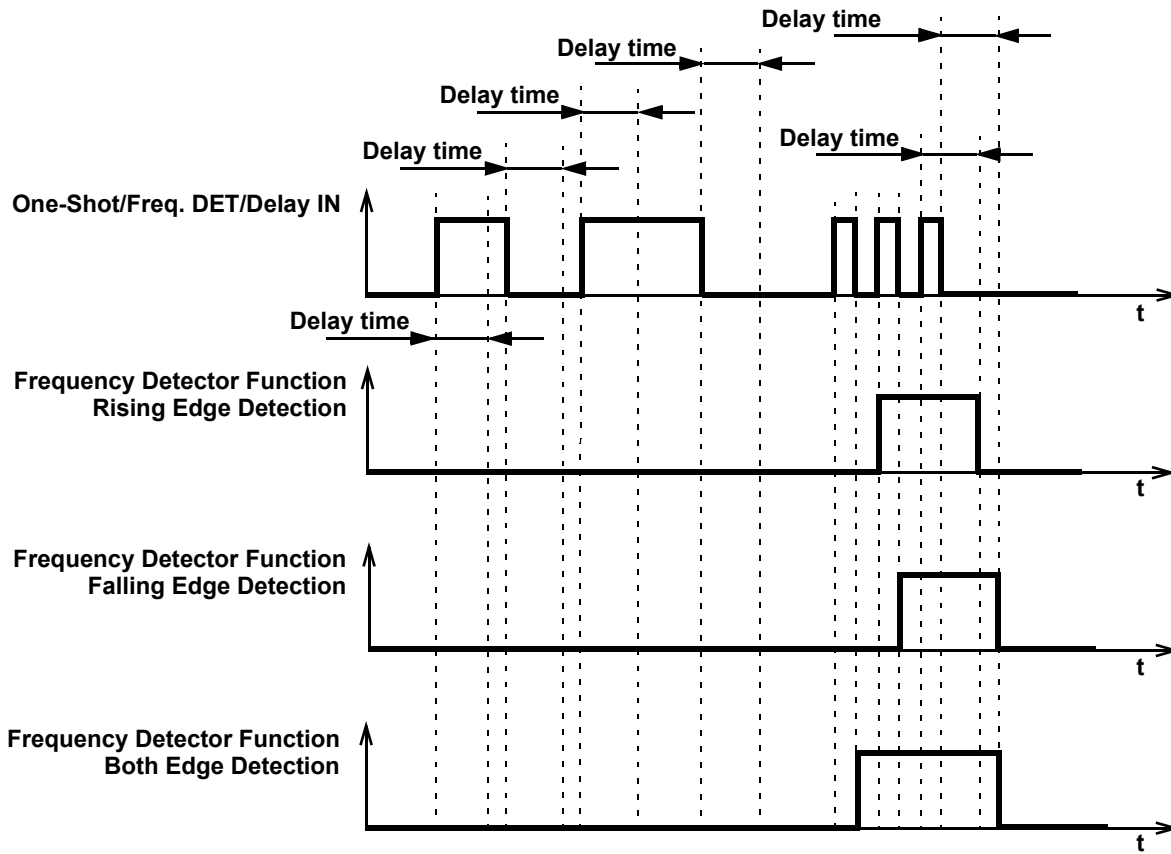 Delay time
Delay time
Delay time
Delay time
Delay time
One-Shot/Freq. DET/Delay IN
t
Delay time
Frequency Detector Function
Rising Edge Detection
t
Frequency Detector Function
Falling Edge Detection
t
Frequency Detector Function
Both Edge Detection
t